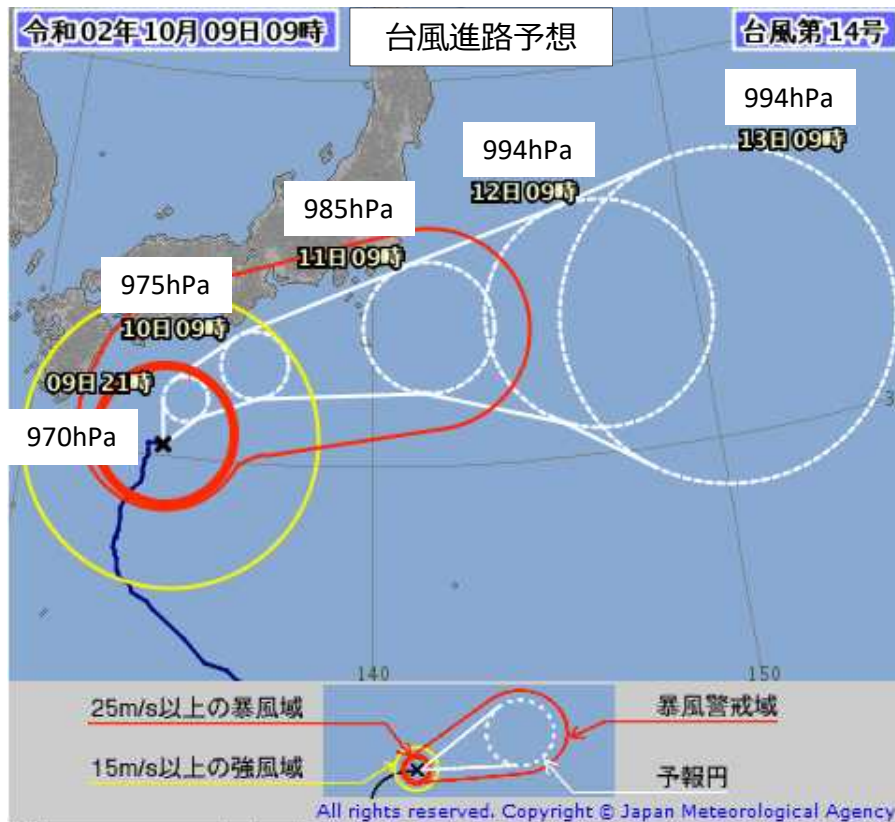 令和02年10月09日09時
台風進路予想
台風第14号
994hPa
13日09時
994hPa
12日09時
985hPa
11日09時
975hPa
10日09時
09日21時
970hPa
3
140
150
25m/s以上の暴風域
暴風警戒域
15m/s以上の強風域
予報円
All rights reserved. Copyright © Japan Meteorological Agency